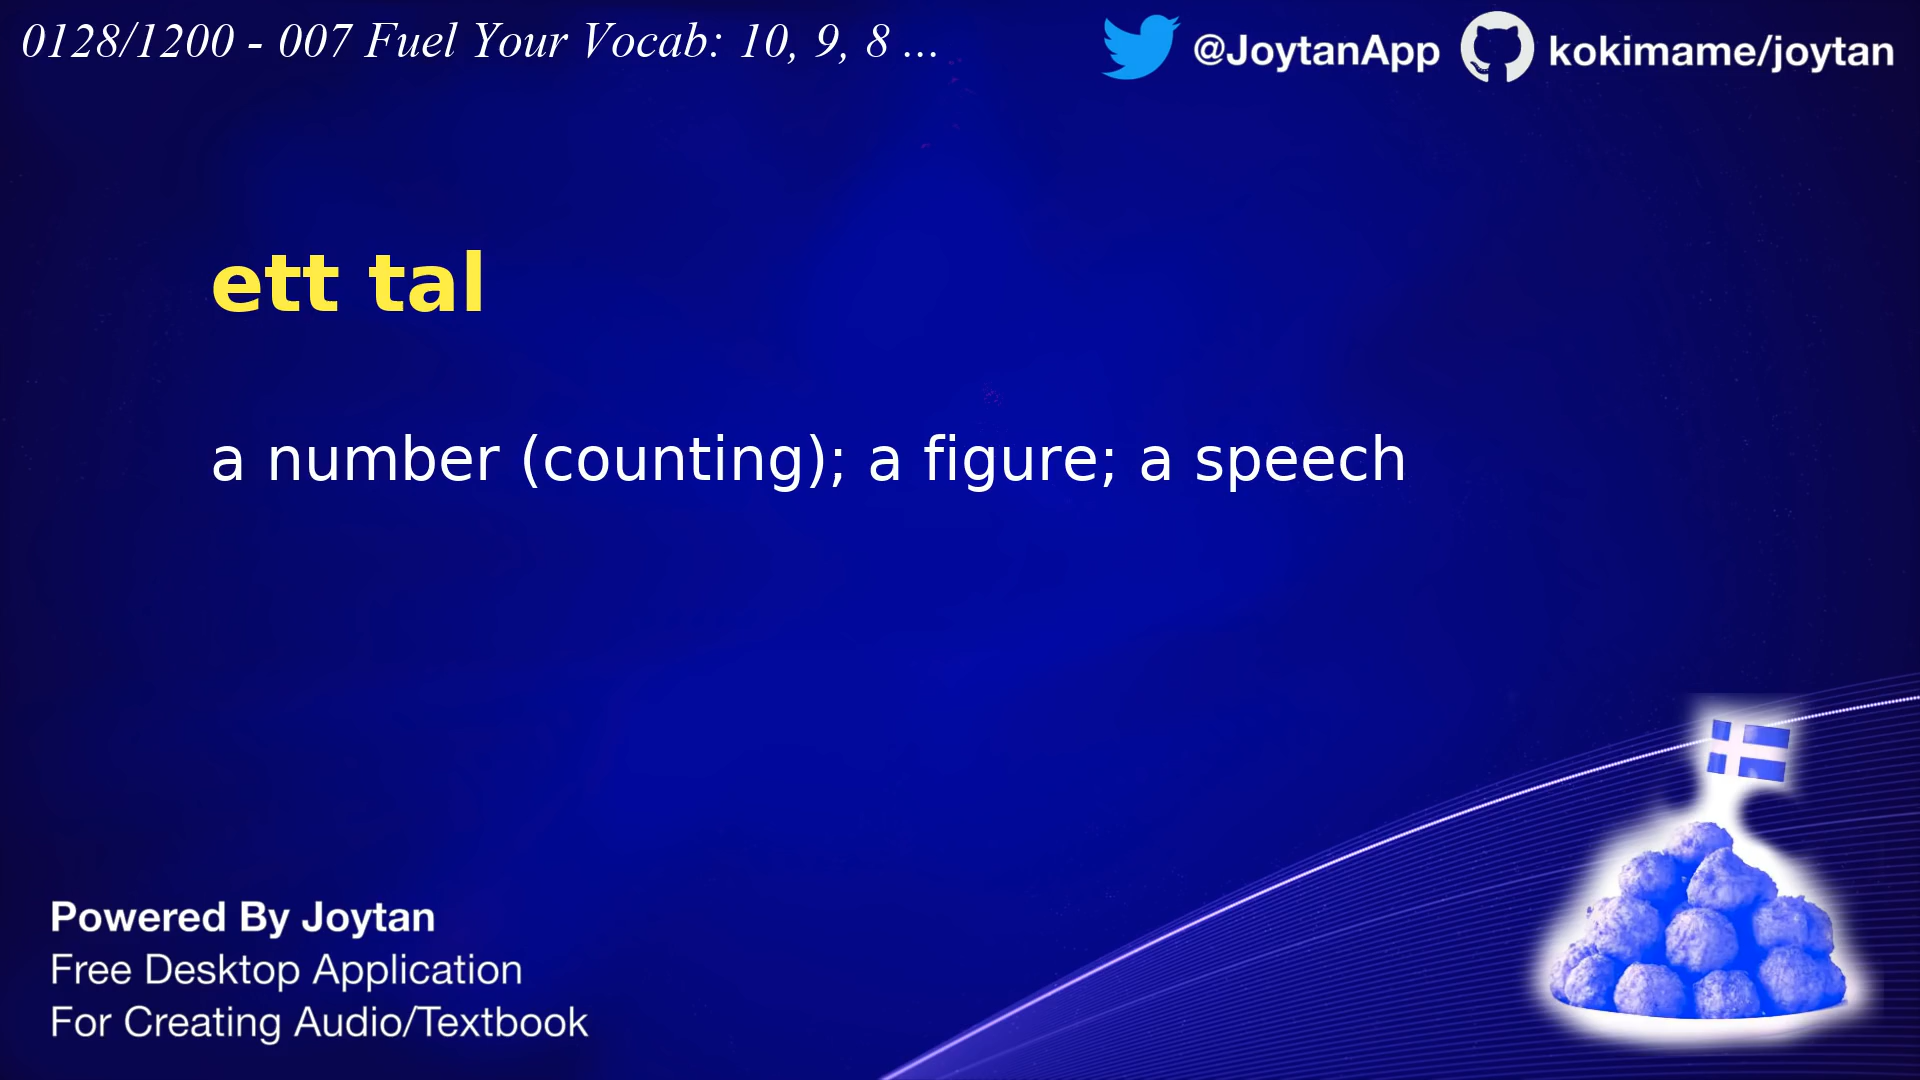 0128/1200 - 007 Fuel Your Vocab: 10, 9, 8 ...
@JoytanApp
kokimame/joytan
ett tal
a number (counting); a figure; a speech
Powered By Joytan
Free Desktop Application
For Creating Audio/Textbook